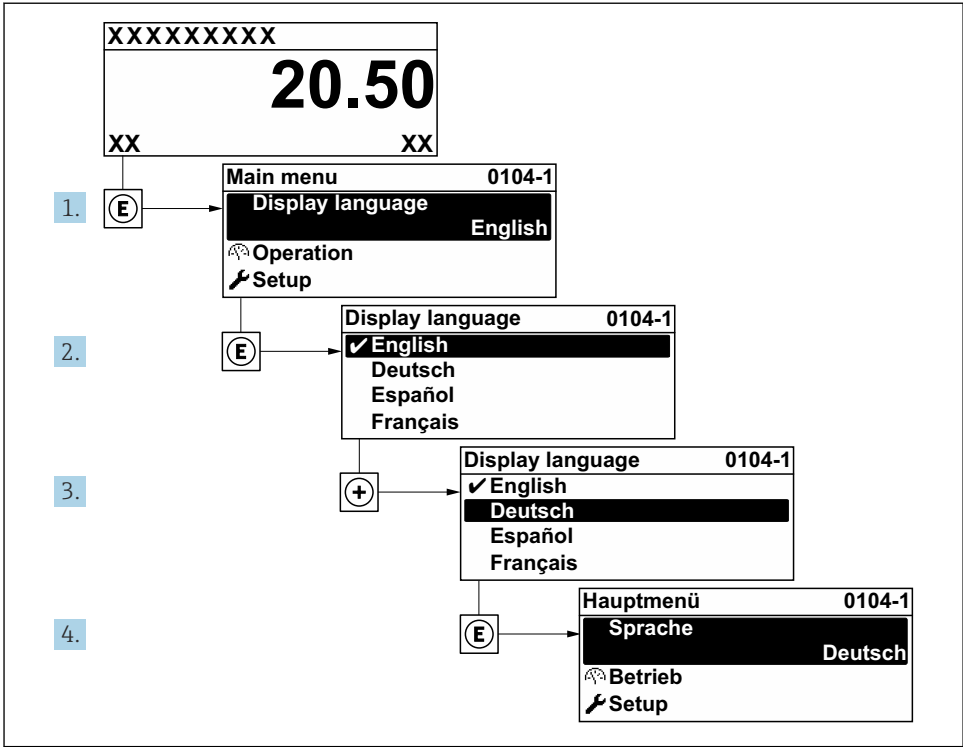 XXXXXXXXX
20.50
XX XX
1. E
Main menu 0104-1
Display language
English
Operation
Setup
2. E
Display language 0104-1
✔English
Deutsch
Español
Français
3. +
Display language 0104-1
✔English
Deutsch
Español
Français
4. E
Hauptmenü 0104-1
Sprache
Deutsch
Betrieb
Setup